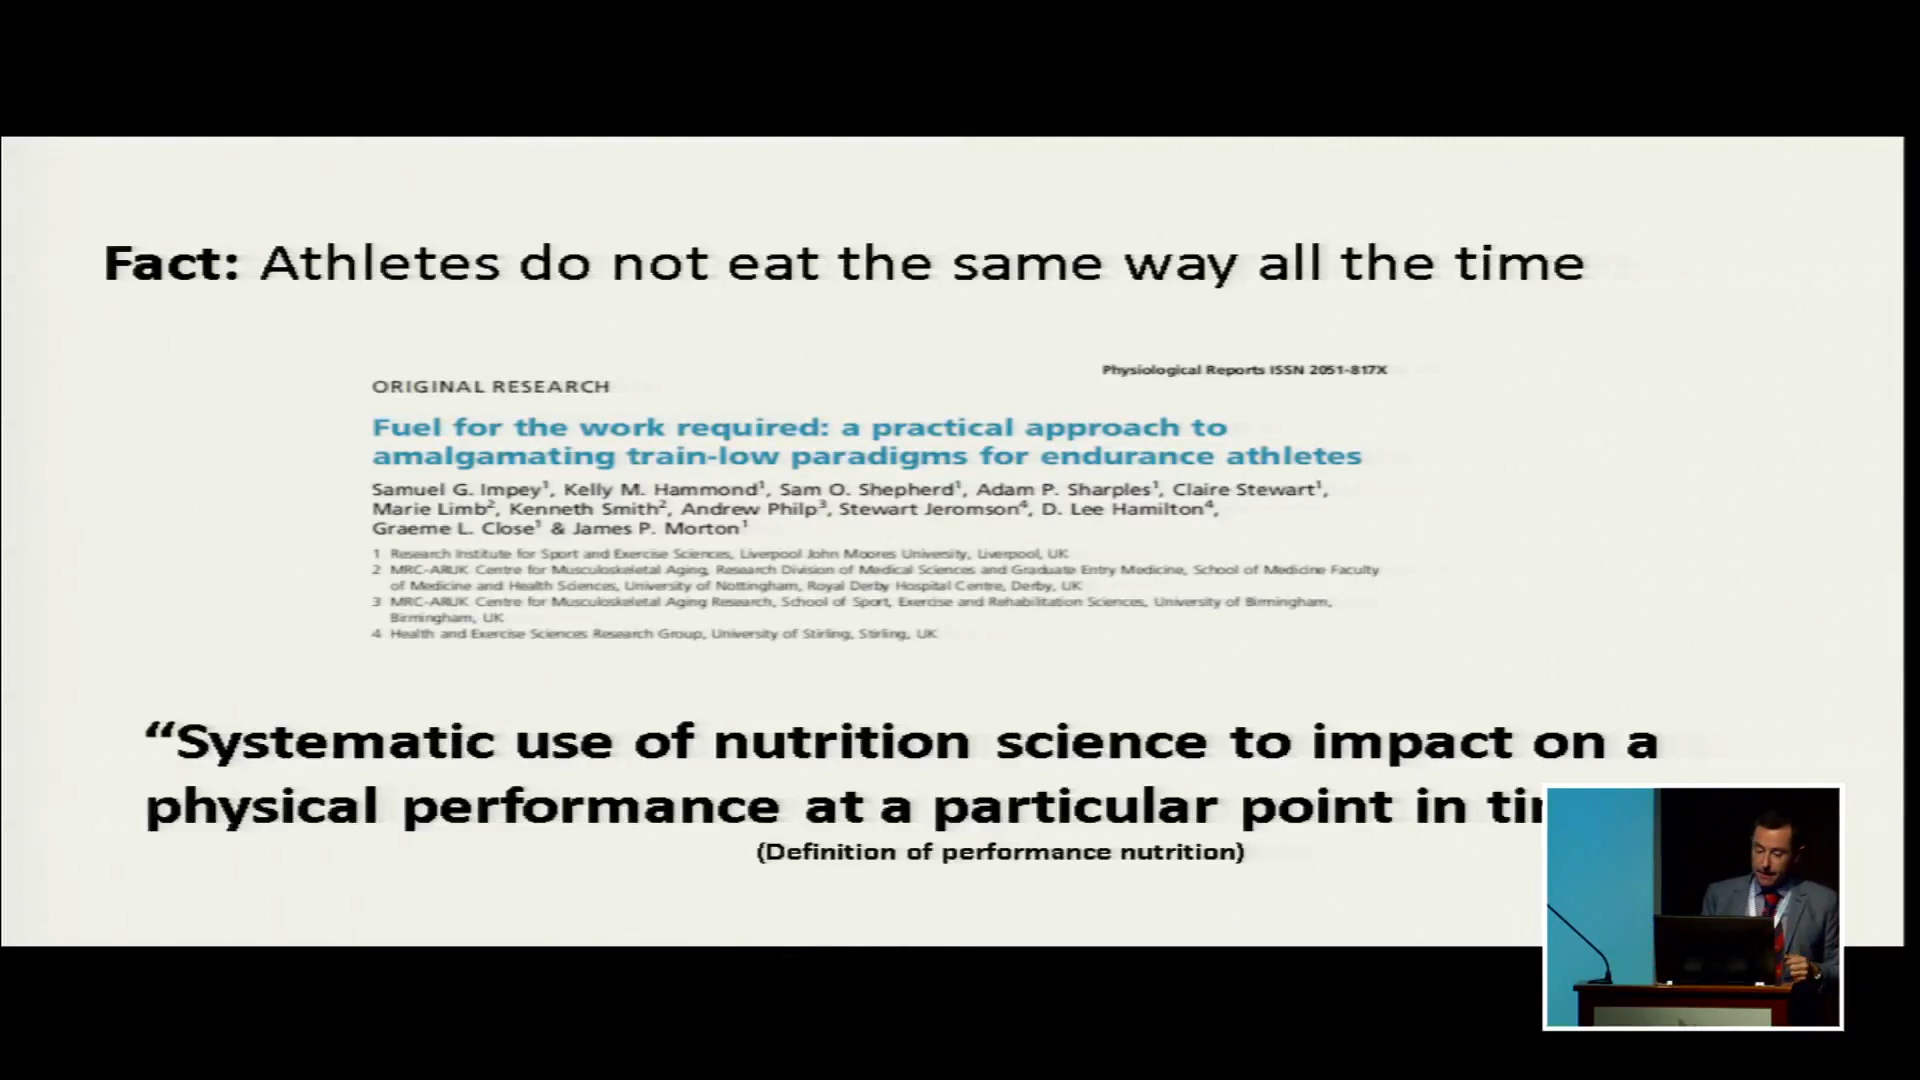 Fact: Athletes do not eat the same way all the time
Physiological Reports ISSN 2051-817X
ORIGINAL RESEARCH
Fuel for the work required: a practical approach to
amalgamating train-low paradigms for endurance athletes
Samuel G. Impey¹, Kelly M. Hammond¹, Sam O. Shepherd¹, Adam P. Sharples¹, Claire Stewart¹,
Marie Limb², Kenneth Smith², Andrew Philp³, Stewart Jeromson⁴, D. Lee Hamilton⁴,
Graeme L. Close¹ & James P. Morton¹
1 Research Institute for Sport and Exercise Sciences, Liverpool John Moores University, Liverpool, UK
2 MRC-ARUK Centre for Musculoskeletal Aging, Research Division of Medical Sciences and Graduate Entry Medicine, School of Medicine Faculty
of Medicine and Health Sciences, University of Nottingham, Royal Derby Hospital Centre, Derby, UK
3 MRC-ARUK Centre for Musculoskeletal Aging Research, School of Sport, Exercise and Rehabilitation Sciences, University of Birmingham,
Birmingham, UK
4 Health and Exercise Sciences Research Group, University of Stirling, Stirling, UK
“Systematic use of nutrition science to impact on a
physical performance at a particular point in
(Definition of performance nutrition)